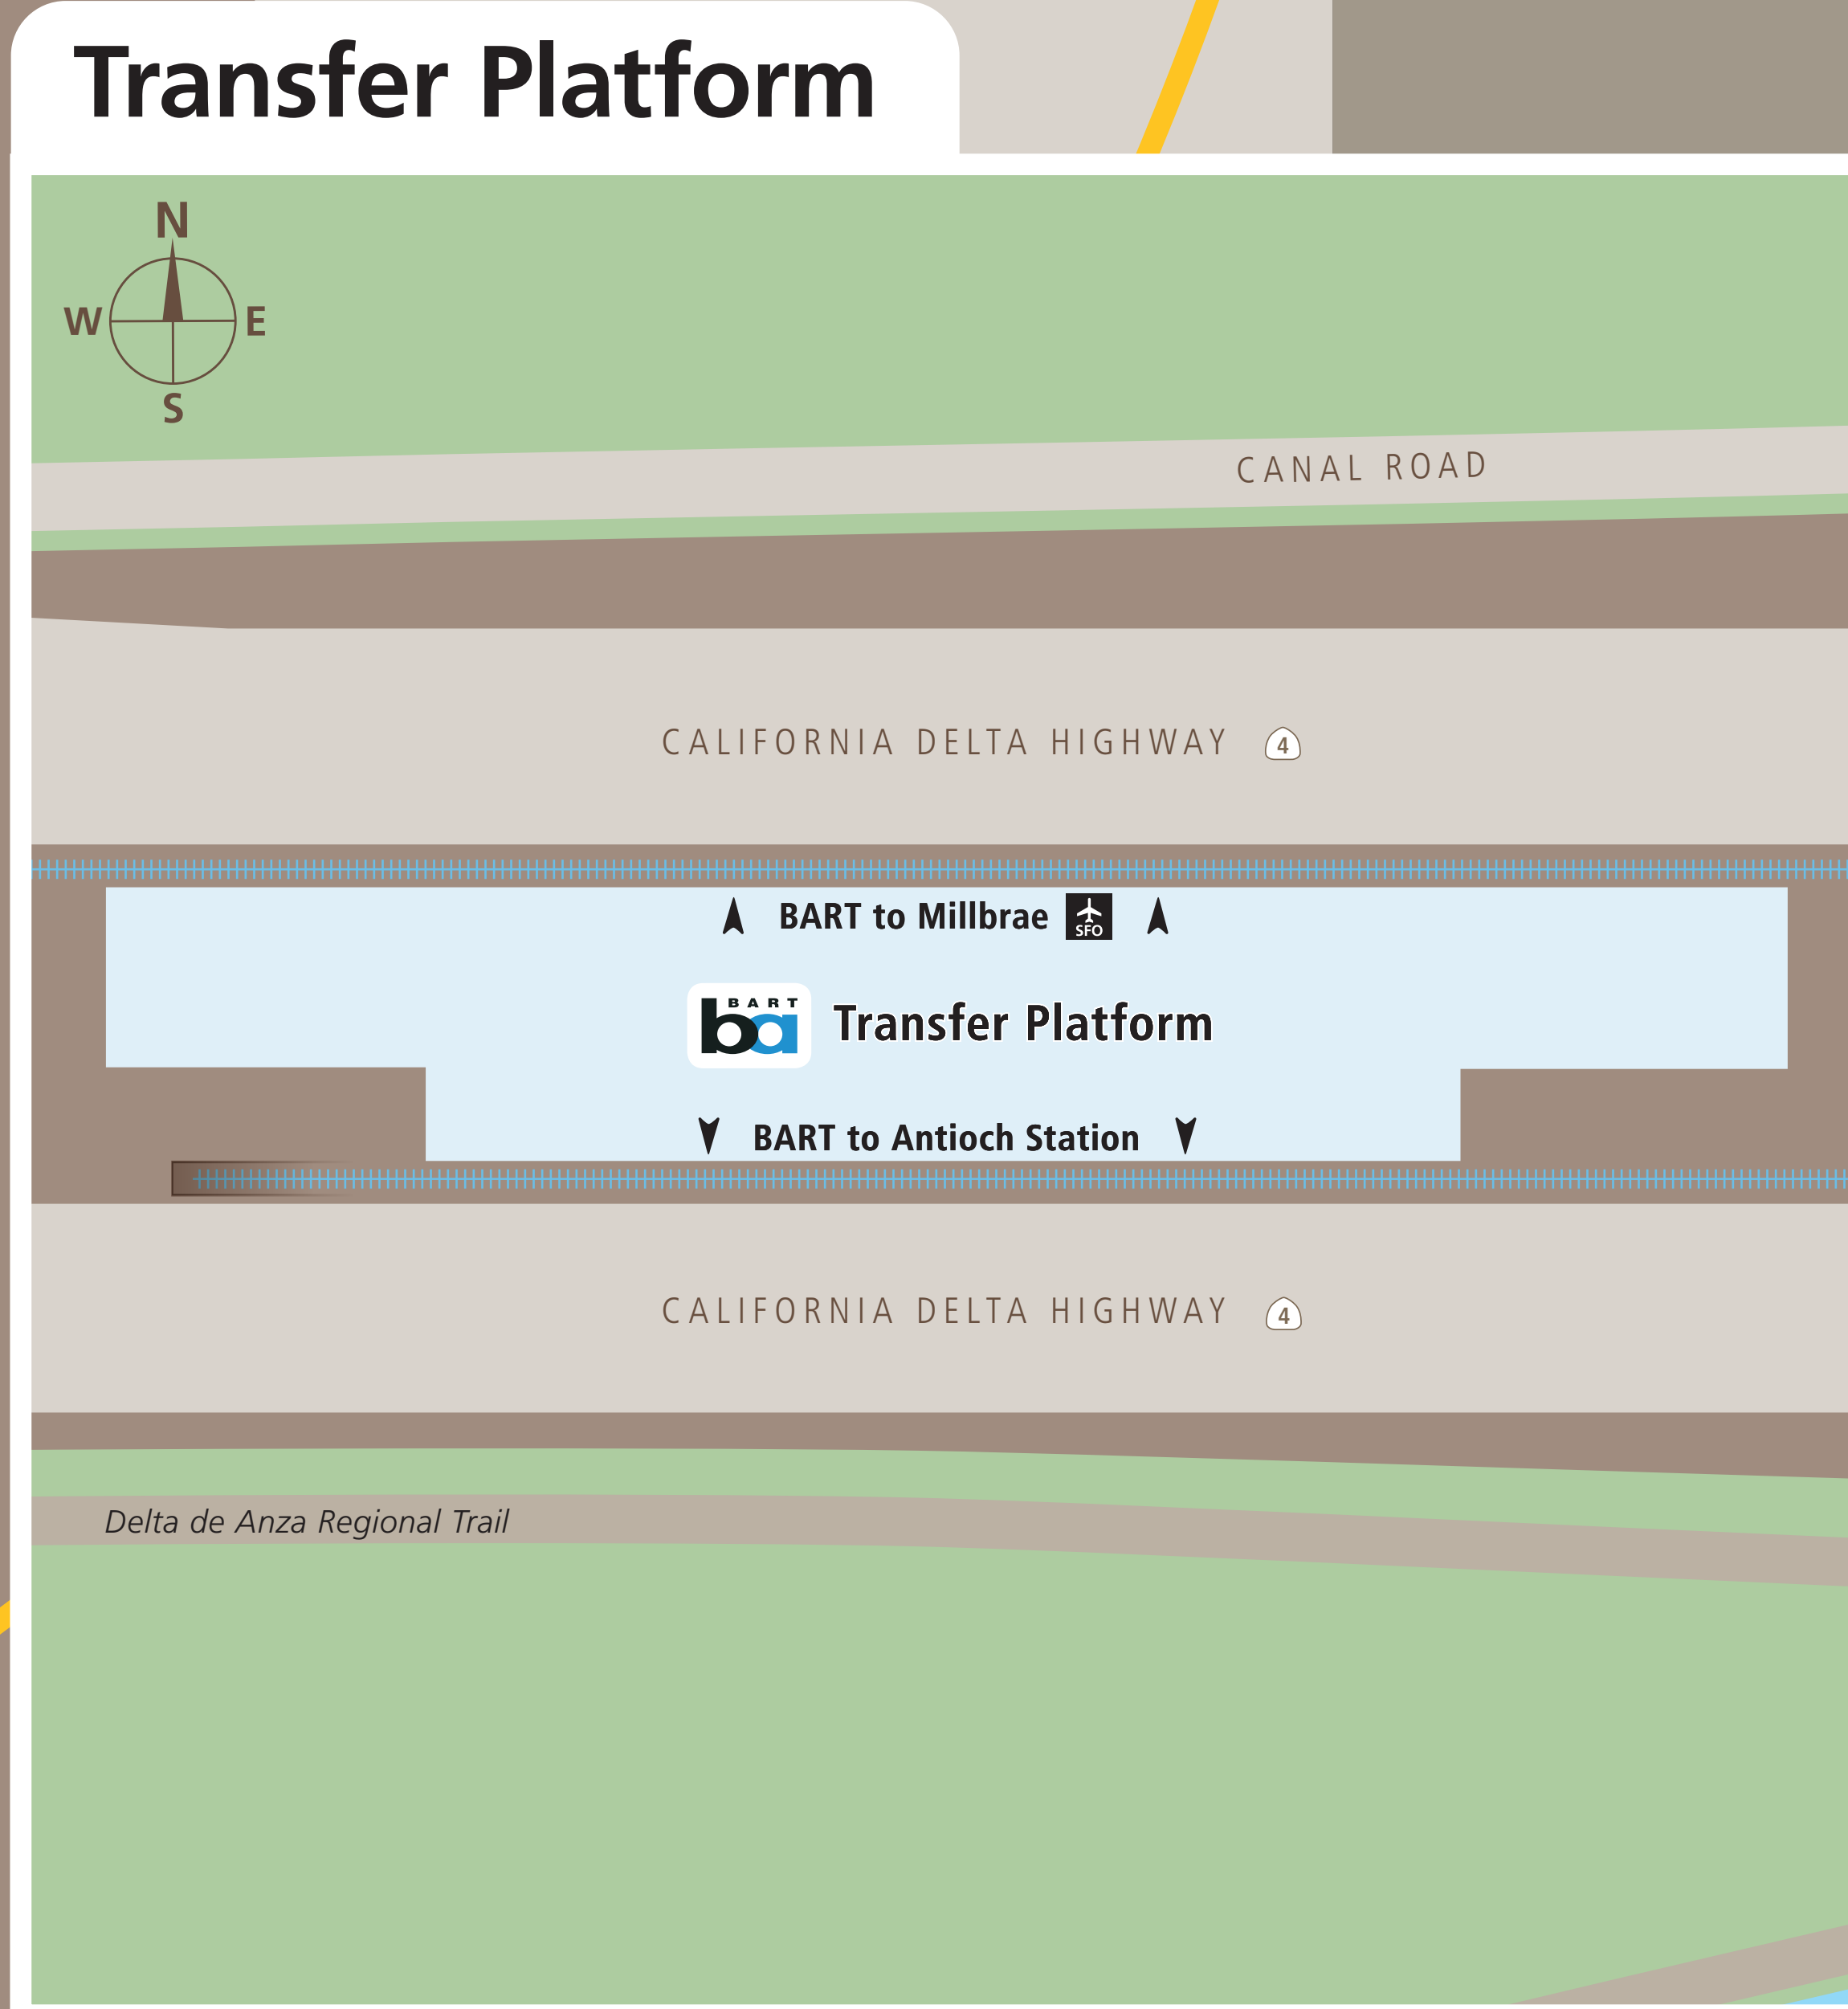 Transfer Platform
N
W E
S
CANAL ROAD
CALIFORNIA DELTA HIGHWAY 4
BART to Millbrae SFO
BART
ba Transfer Platform
BART to Antioch Station
CALIFORNIA DELTA HIGHWAY 4
Delta de Anza Regional Trail